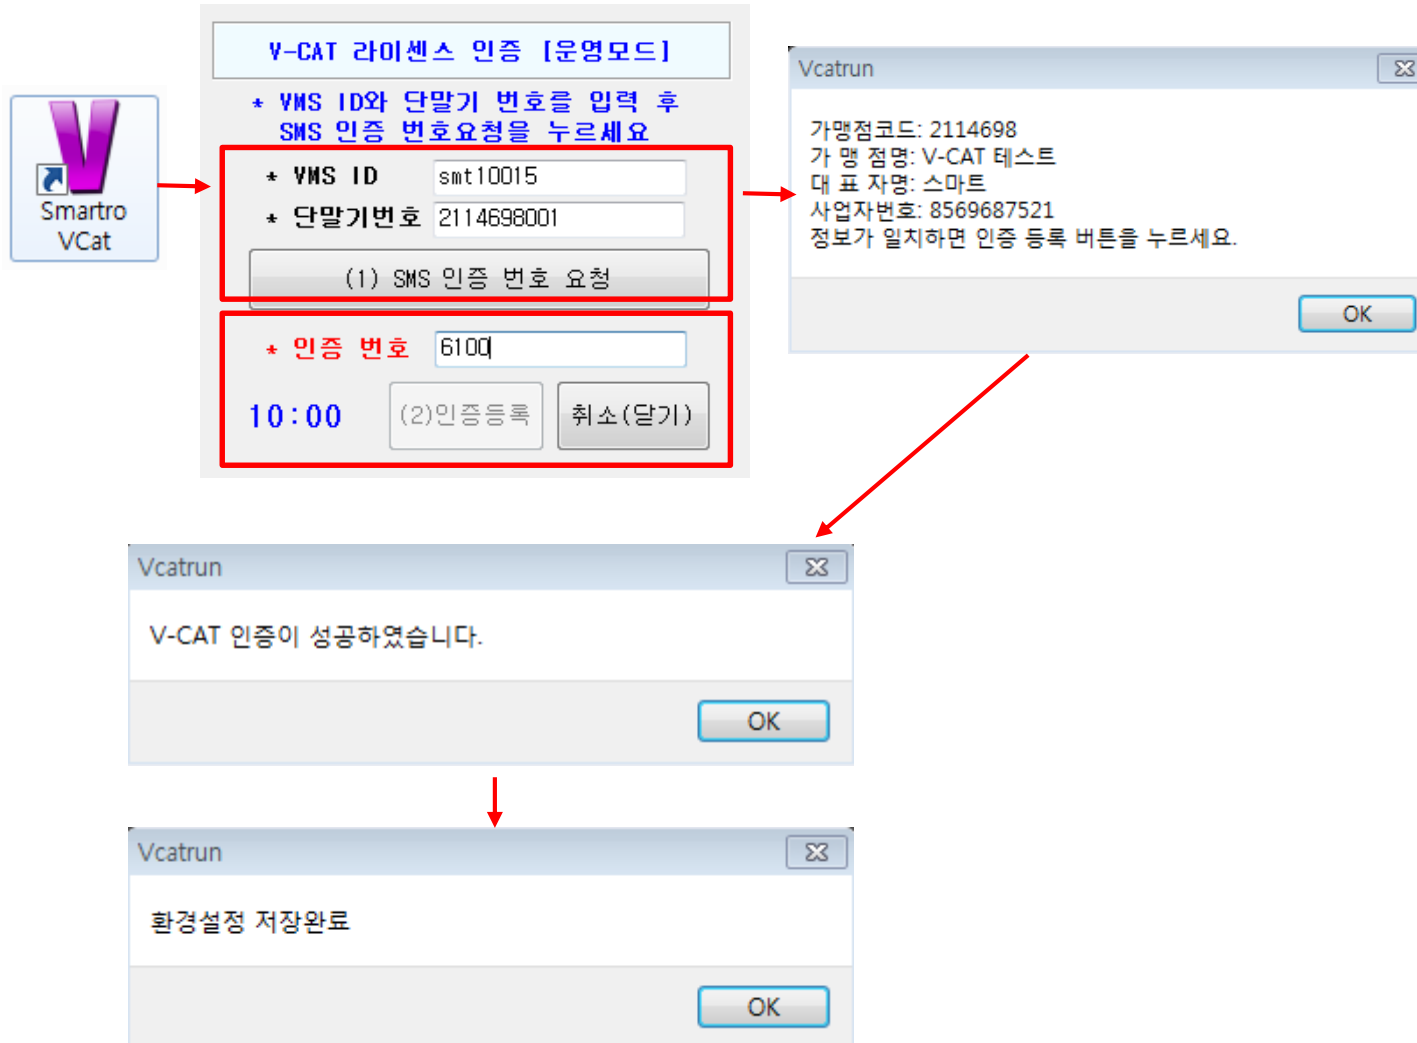 Smartro
VCat
V-CAT 라이센스 인증 [운영모드]
* VMS ID와 단말기 번호를 입력 후
SMS 인증 번호요청을 누르세요
* VMS ID smt10015
* 단말기번호 2114698001
(1) SMS 인증 번호 요청
* 인증 번호 6100
10:00 (2)인증등록 취소(닫기)
Vcatrun
가맹점코드: 2114698
가 맹 점명: V-CAT 테스트
대 표 자명: 스마트
사업자번호: 8569687521
정보가 일치하면 인증 등록 버튼을 누르세요.
OK
Vcatrun
V-CAT 인증이 성공하였습니다.
OK
Vcatrun
환경설정 저장완료
OK